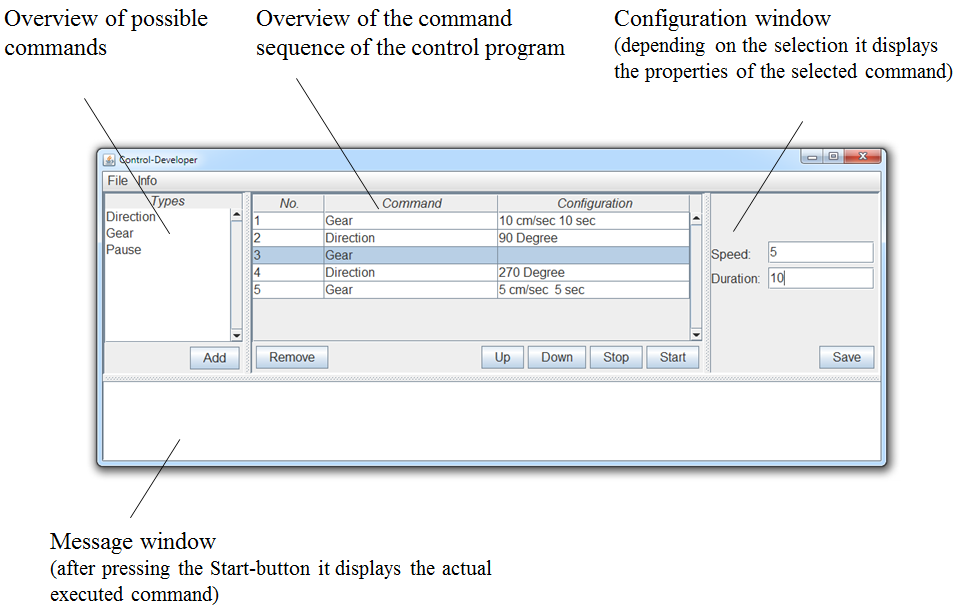 Overview of possible
commands
Overview of the command
sequence of the control program
Configuration window
(depending on the selection it displays
the properties of the selected command)
Control-Developer
File Info
Types
Direction
Gear
Pause
Add
No. Command Configuration
1 Gear 10 cm/sec 10 sec
2 Direction 90 Degree
3 Gear
4 Direction 270 Degree
5 Gear 5 cm/sec 5 sec
Remove Up Down Stop Start
Speed: 5
Duration: 10
Save
Message window
(after pressing the Start-button it displays the actual
executed command)